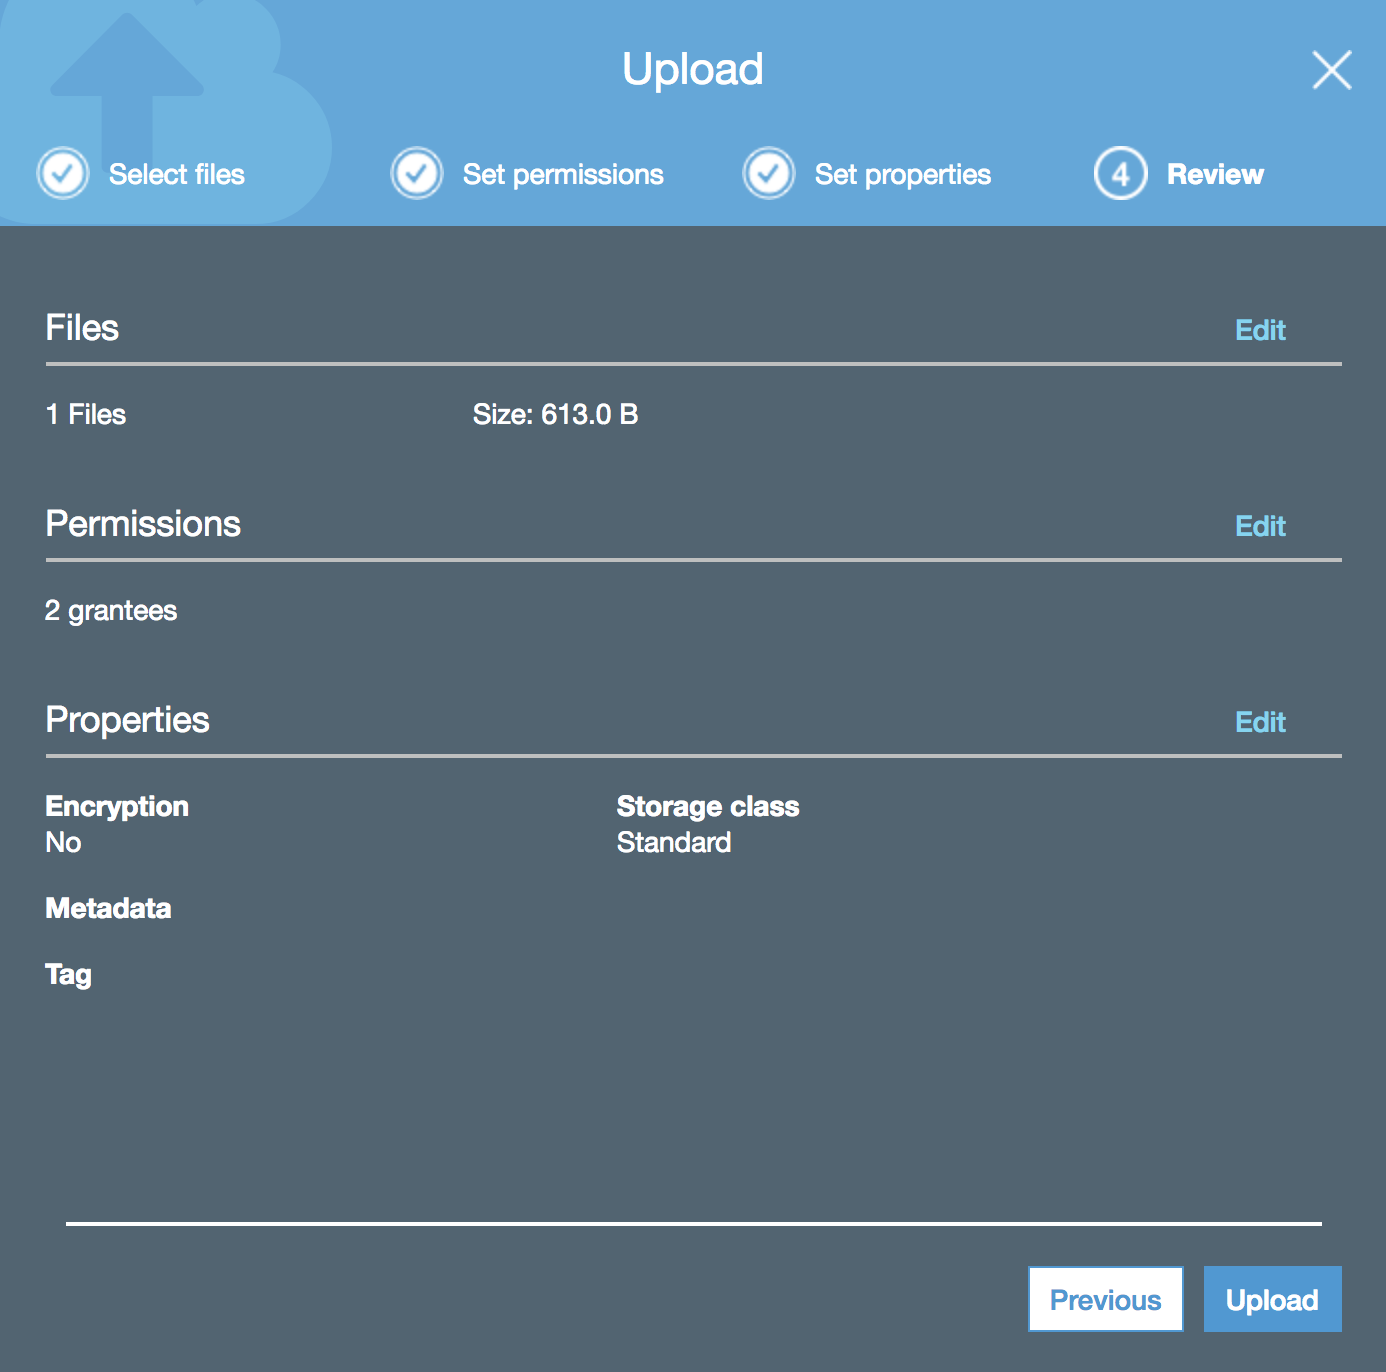 Upload
Select files
Set permissions
Set properties
4 Review
Files Edit
1 Files Size: 613.0 B
Permissions Edit
2 grantees
Properties Edit
Encryption Storage class
No Standard
Metadata
Tag
Previous Upload